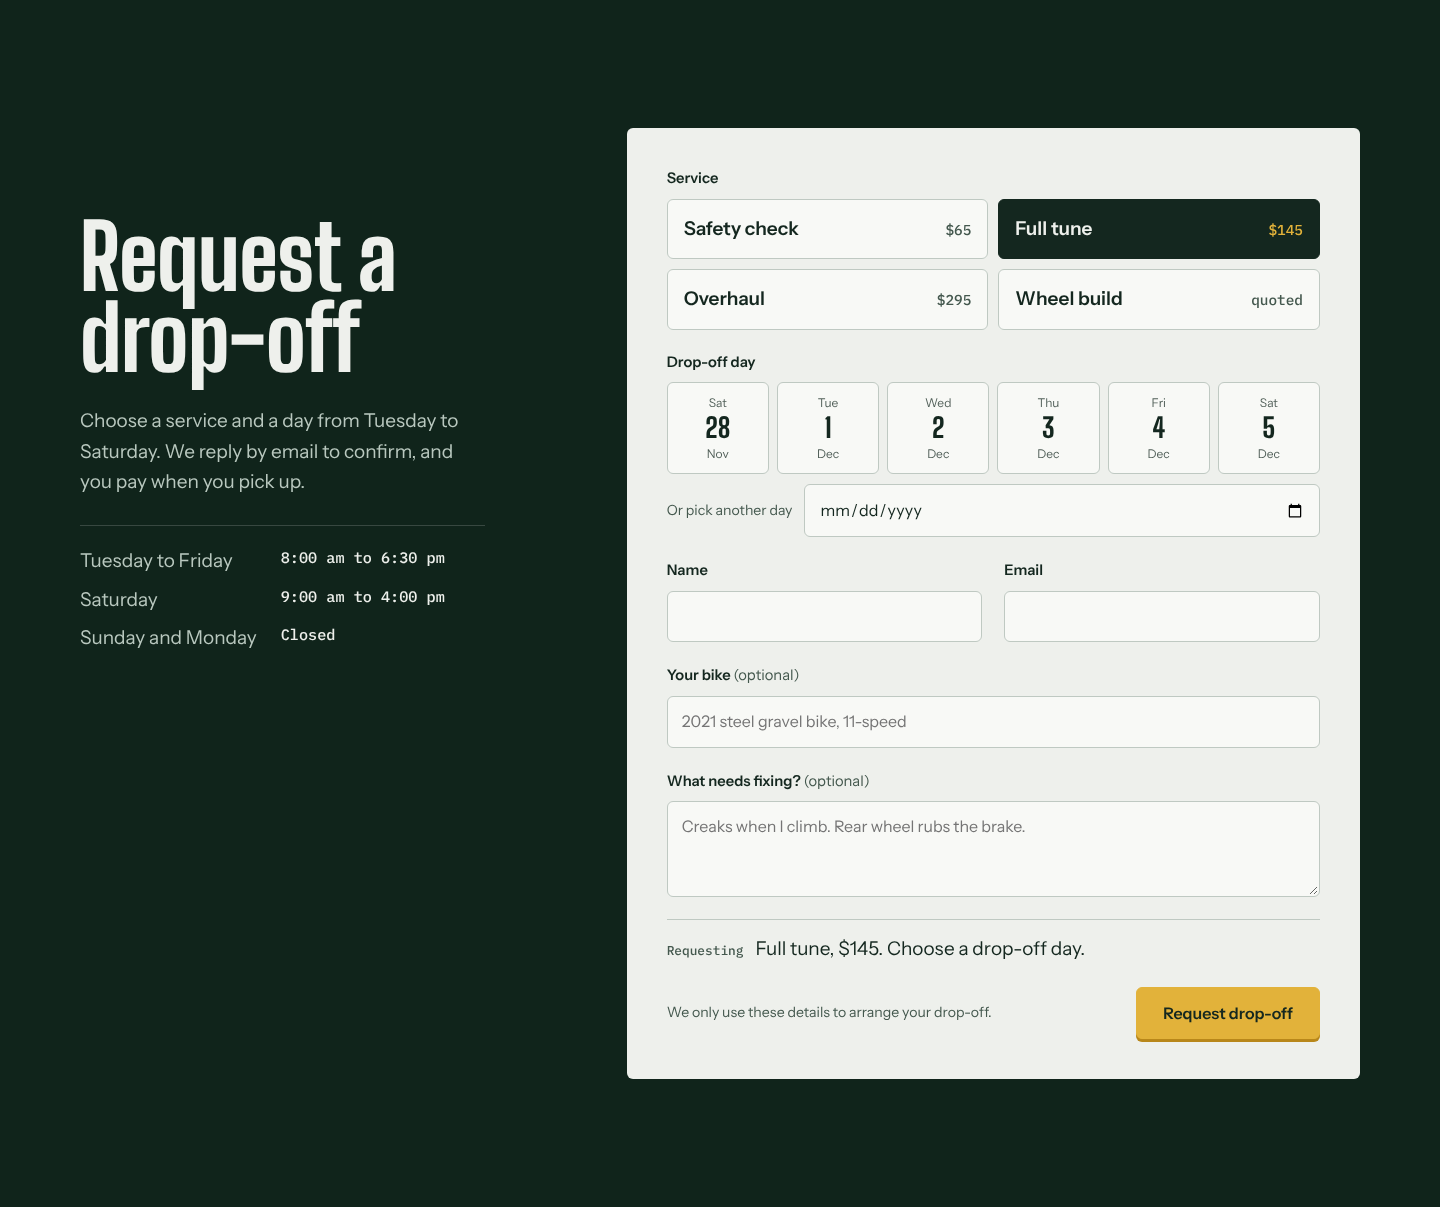 Request a
drop-off
Choose a service and a day from Tuesday to
Saturday. We reply by email to confirm, and
you pay when you pick up.
Tuesday to Friday 8:00 am to 6:30 pm
Saturday 9:00 am to 4:00 pm
Sunday and Monday Closed
Service
Safety check $65
Full tune $145
Overhaul $295
Wheel build quoted
Drop-off day
Sat
28
Nov
Tue
1
Dec
Wed
2
Dec
Thu
3
Dec
Fri
4
Dec
Sat
5
Dec
Or pick another day mm/dd/yyyy
Name
Email
Your bike (optional)
2021 steel gravel bike, 11-speed
What needs fixing? (optional)
Creaks when I climb. Rear wheel rubs the brake.
Requesting Full tune, $145. Choose a drop-off day.
We only use these details to arrange your drop-off.
Request drop-off